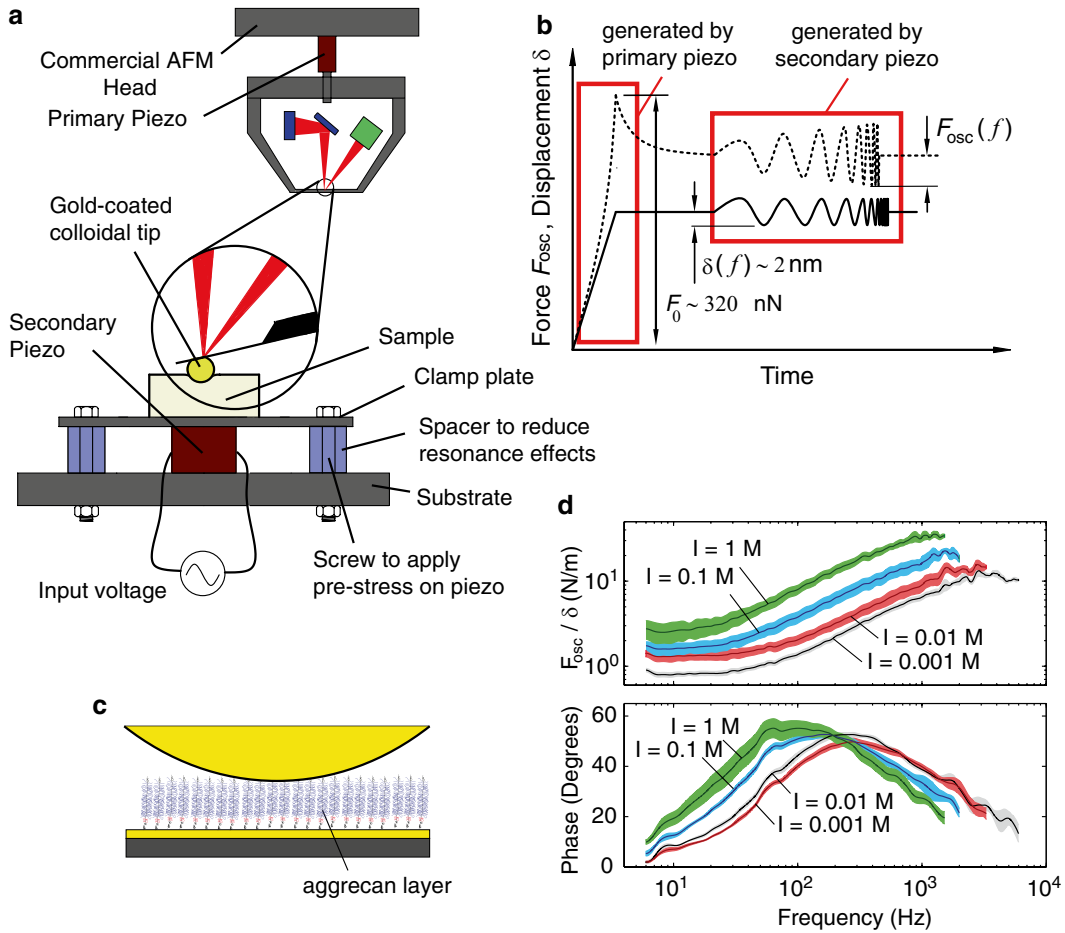 a
Commercial AFM
Head
Primary Piezo
Gold-coated
colloidal tip
Secondary
Piezo
Sample
Clamp plate
Spacer to reduce
resonance effects
Substrate
Input voltage
Screw to apply
pre-stress on piezo
b
generated by
primary piezo
generated by
secondary piezo
Force Fosc, Displacement δ
Fosc(f)
δ(f) ~ 2 nm
F0 ~ 320 nN
Time
c
aggrecan layer
d
Fosc / δ (N/m)
10^1
10^0
I = 1 M
I = 0.1 M
I = 0.01 M
I = 0.001 M
Phase (Degrees)
60
40
20
0
I = 1 M
I = 0.1 M
I = 0.01 M
I = 0.001 M
10^1 10^2 10^3 10^4
Frequency (Hz)